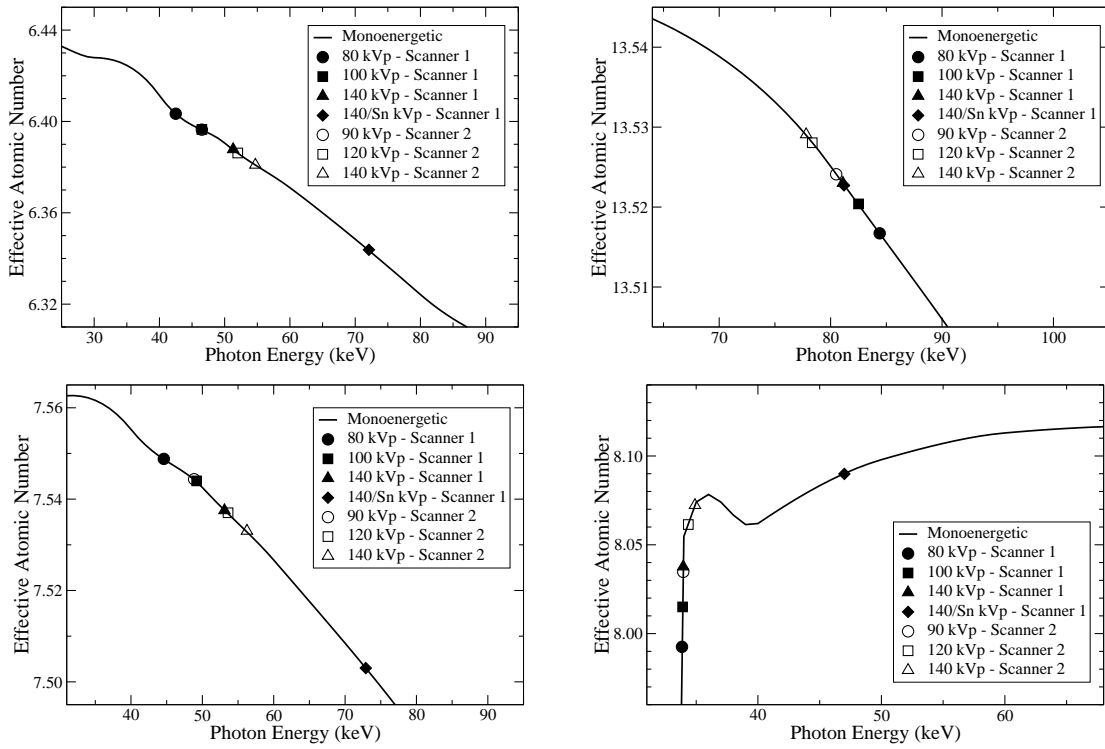 6.44
6.40
6.36
6.32
Effective Atomic Number
Monoenergetic
80 kVp - Scanner 1
100 kVp - Scanner 1
140 kVp - Scanner 1
140/Sn kVp - Scanner 1
90 kVp - Scanner 2
120 kVp - Scanner 2
140 kVp - Scanner 2
30 40 50 60 70 80 90
Photon Energy (keV)
13.54
13.53
13.52
13.51
Effective Atomic Number
Monoenergetic
80 kVp - Scanner 1
100 kVp - Scanner 1
140 kVp - Scanner 1
140/Sn kVp - Scanner 1
90 kVp - Scanner 2
120 kVp - Scanner 2
140 kVp - Scanner 2
70 80 90 100
Photon Energy (keV)
7.56
7.54
7.52
7.50
Effective Atomic Number
Monoenergetic
80 kVp - Scanner 1
100 kVp - Scanner 1
140 kVp - Scanner 1
140/Sn kVp - Scanner 1
90 kVp - Scanner 2
120 kVp - Scanner 2
140 kVp - Scanner 2
40 50 60 70 80 90
Photon Energy (keV)
8.10
8.05
8.00
Effective Atomic Number
Monoenergetic
80 kVp - Scanner 1
100 kVp - Scanner 1
140 kVp - Scanner 1
140/Sn kVp - Scanner 1
90 kVp - Scanner 2
120 kVp - Scanner 2
140 kVp - Scanner 2
40 50 60
Photon Energy (keV)